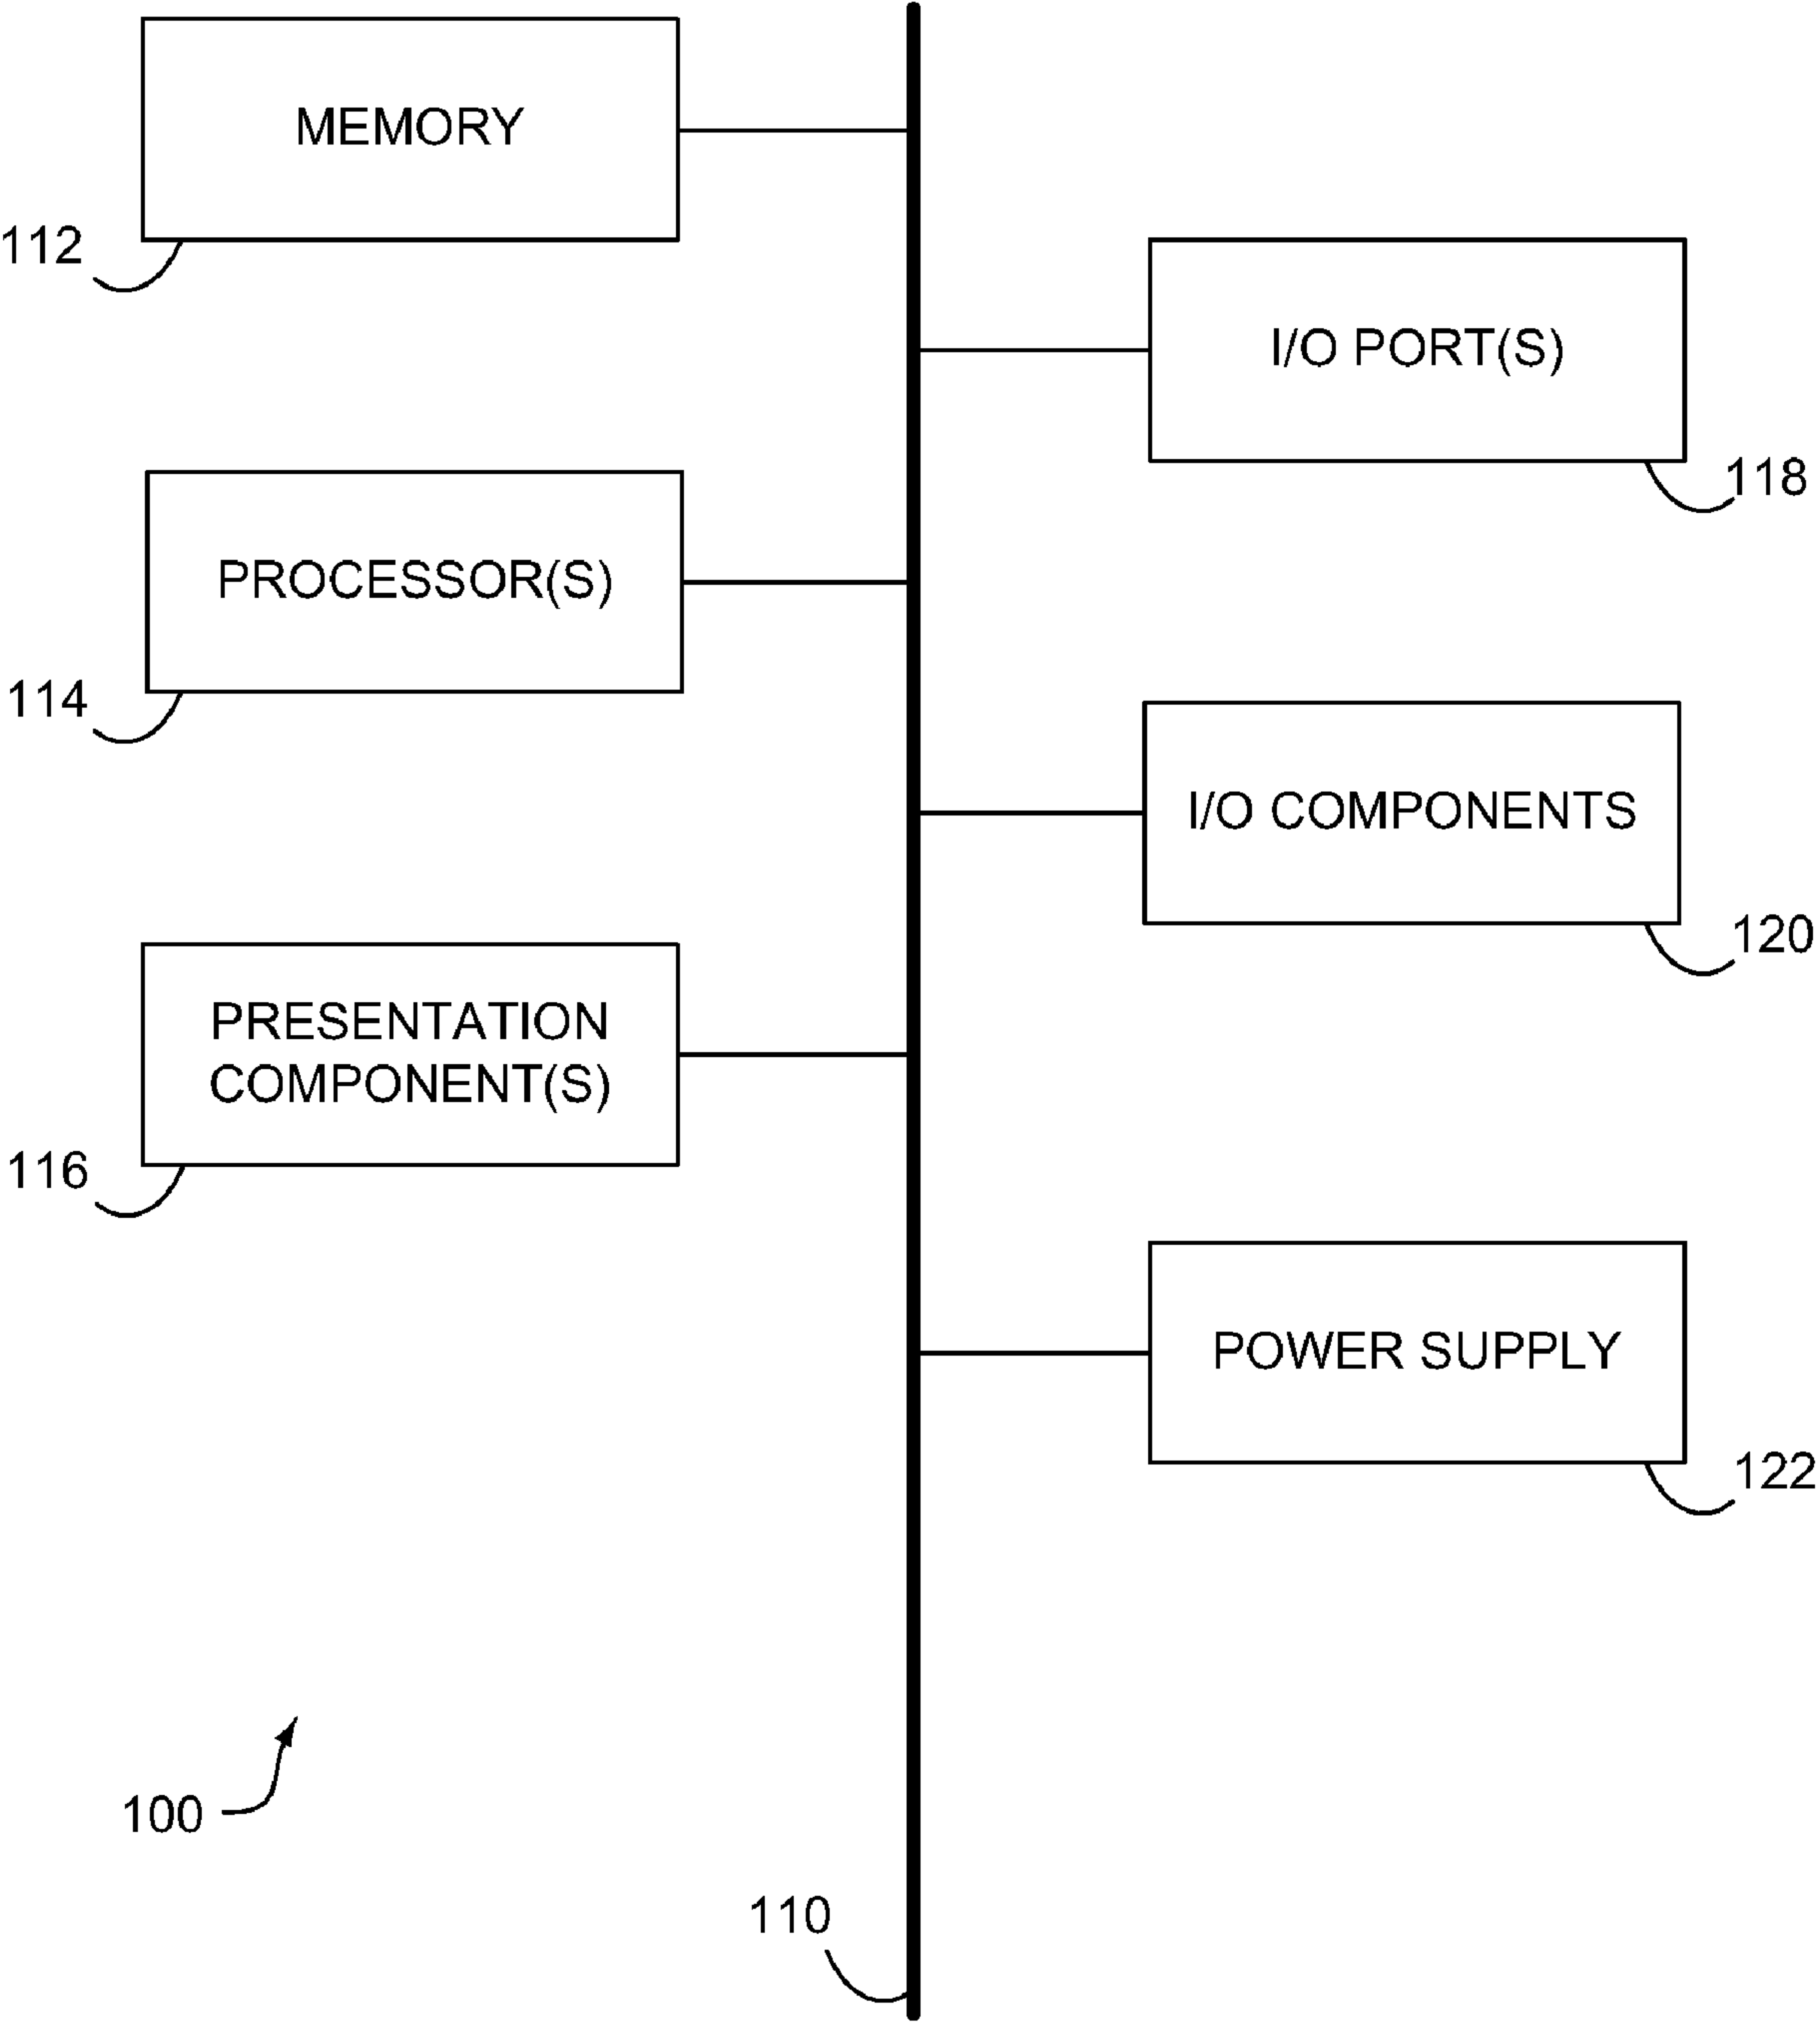 MEMORY
112
I/O PORT(S)
118
PROCESSOR(S)
114
I/O COMPONENTS
120
PRESENTATION
COMPONENT(S)
116
POWER SUPPLY
122
100
110